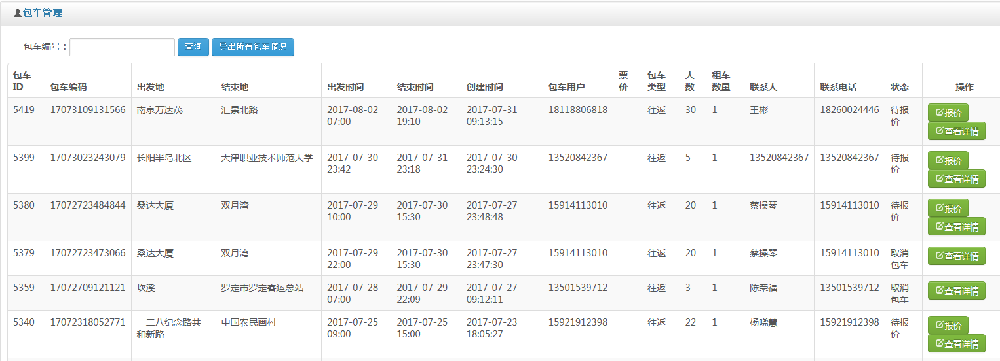 包车管理
包车编号： 查询 导出所有包车情况
包车ID 包车编码 出发地 结束地 出发时间 结束时间 创建时间 包车用户 票价 包车类型 人数 租车数量 联系人 联系电话 状态 操作
5419 17073109131566 南京万达茂 汇景北路 2017-08-02 07:00 2017-08-02 19:10 2017-07-31 09:13:15 18118806818 往返 30 1 王彬 18260024446 待报价 报价 查看详情
5399 17073023243079 长阳半岛北区 天津职业技术师范大学 2017-07-30 23:42 2017-07-31 23:18 2017-07-30 23:24:30 13520842367 往返 5 1 13520842367 13520842367 待报价 报价 查看详情
5380 17072723484844 桑达大厦 双月湾 2017-07-29 10:00 2017-07-30 15:30 2017-07-27 23:48:48 15914113010 往返 20 1 蔡操琴 15914113010 待报价 报价 查看详情
5379 17072723473066 桑达大厦 双月湾 2017-07-29 22:00 2017-07-30 15:30 2017-07-27 23:47:30 15914113010 往返 20 1 蔡操琴 15914113010 取消包车 查看详情
5359 17072709121121 坎溪 罗定市罗定客运总站 2017-07-28 07:00 2017-07-29 22:09 2017-07-27 09:12:11 13501539712 往返 3 1 陈荣福 13501539712 取消包车 查看详情
5340 17072318052771 一二八纪念路共和新路 中国农民画村 2017-07-25 09:00 2017-07-25 15:00 2017-07-23 18:05:27 15921912398 往返 22 1 杨晓慧 15921912398 待报价 报价 查看详情